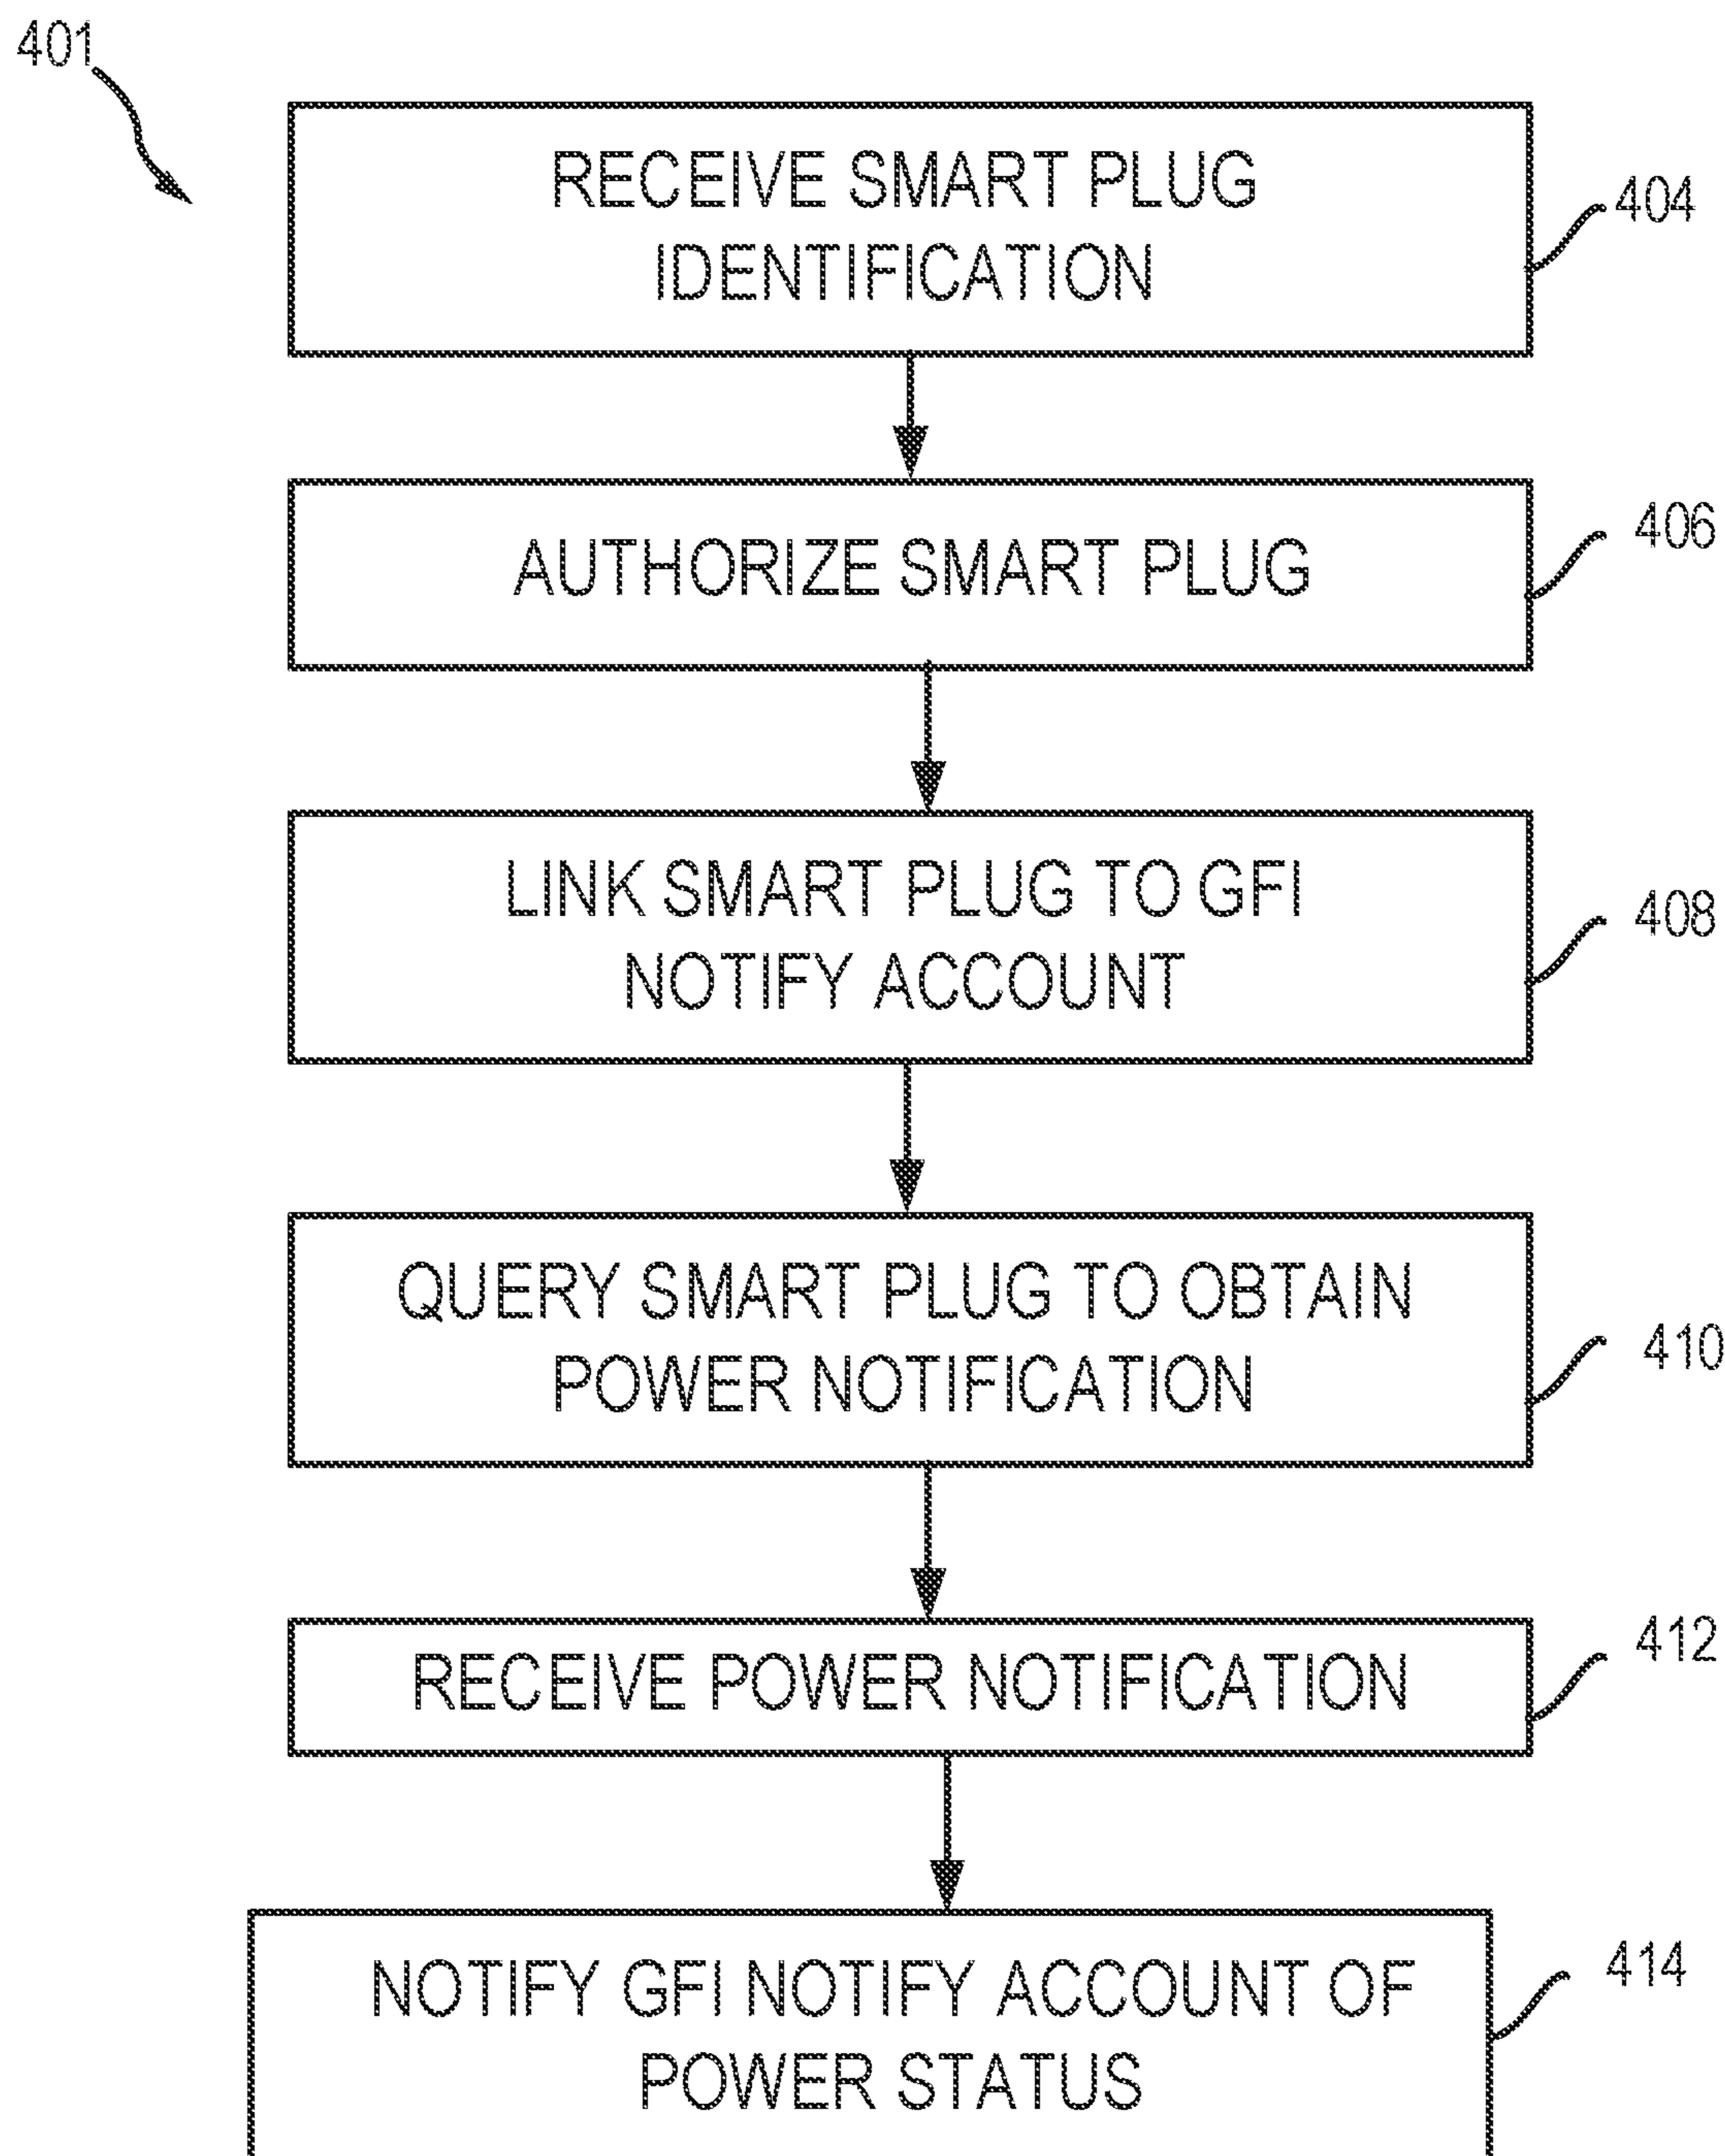 401
RECEIVE SMART PLUG
IDENTIFICATION
404
AUTHORIZE SMART PLUG
406
LINK SMART PLUG TO GFI
NOTIFY ACCOUNT
408
QUERY SMART PLUG TO OBTAIN
POWER NOTIFICATION
410
RECEIVE POWER NOTIFICATION
412
NOTIFY GFI NOTIFY ACCOUNT OF
POWER STATUS
414